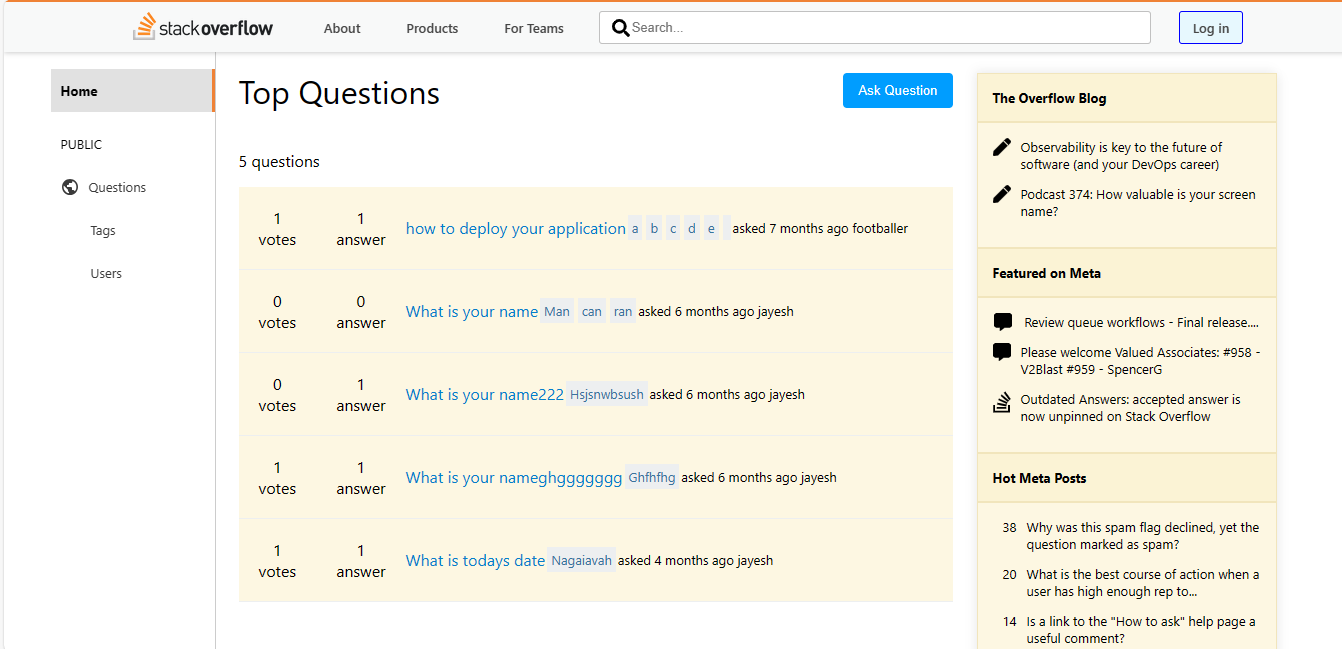 stackoverflow About Products For Teams Search... Log in
Home
PUBLIC
Questions
Tags
Users
Top Questions
Ask Question
5 questions
1 votes 1 answer how to deploy your application a b c d e asked 7 months ago footballer
0 votes 0 answer What is your name Man can ran asked 6 months ago jayesh
0 votes 1 answer What is your name222 Hsjsnwbsush asked 6 months ago jayesh
1 votes 1 answer What is your nameghggggggg Ghfhfhg asked 6 months ago jayesh
1 votes 1 answer What is todays date Nagaiavah asked 4 months ago jayesh
The Overflow Blog
Observability is key to the future of
software (and your DevOps career)
Podcast 374: How valuable is your screen
name?
Featured on Meta
Review queue workflows - Final release....
Please welcome Valued Associates: #958 -
V2Blast #959 - SpencerG
Outdated Answers: accepted answer is
now unpinned on Stack Overflow
Hot Meta Posts
38 Why was this spam flag declined, yet the
question marked as spam?
20 What is the best course of action when a
user has high enough rep to...
14 Is a link to the "How to ask" help page a
useful comment?